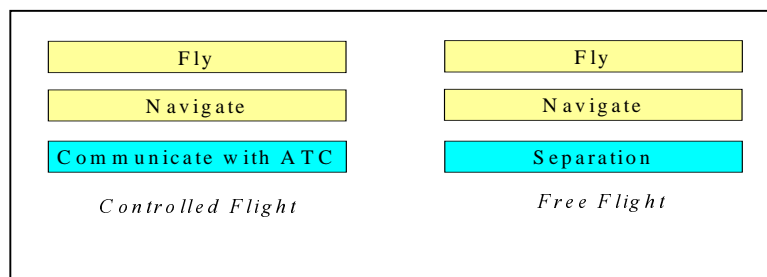 Fly
Navigate
Communicate with ATC
Controlled Flight
Fly
Navigate
Separation
Free Flight